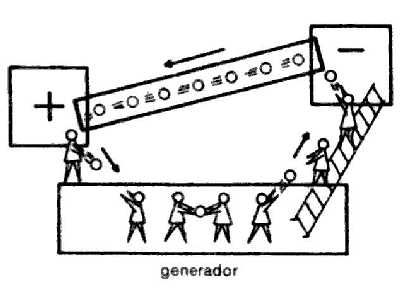 +
−
generador